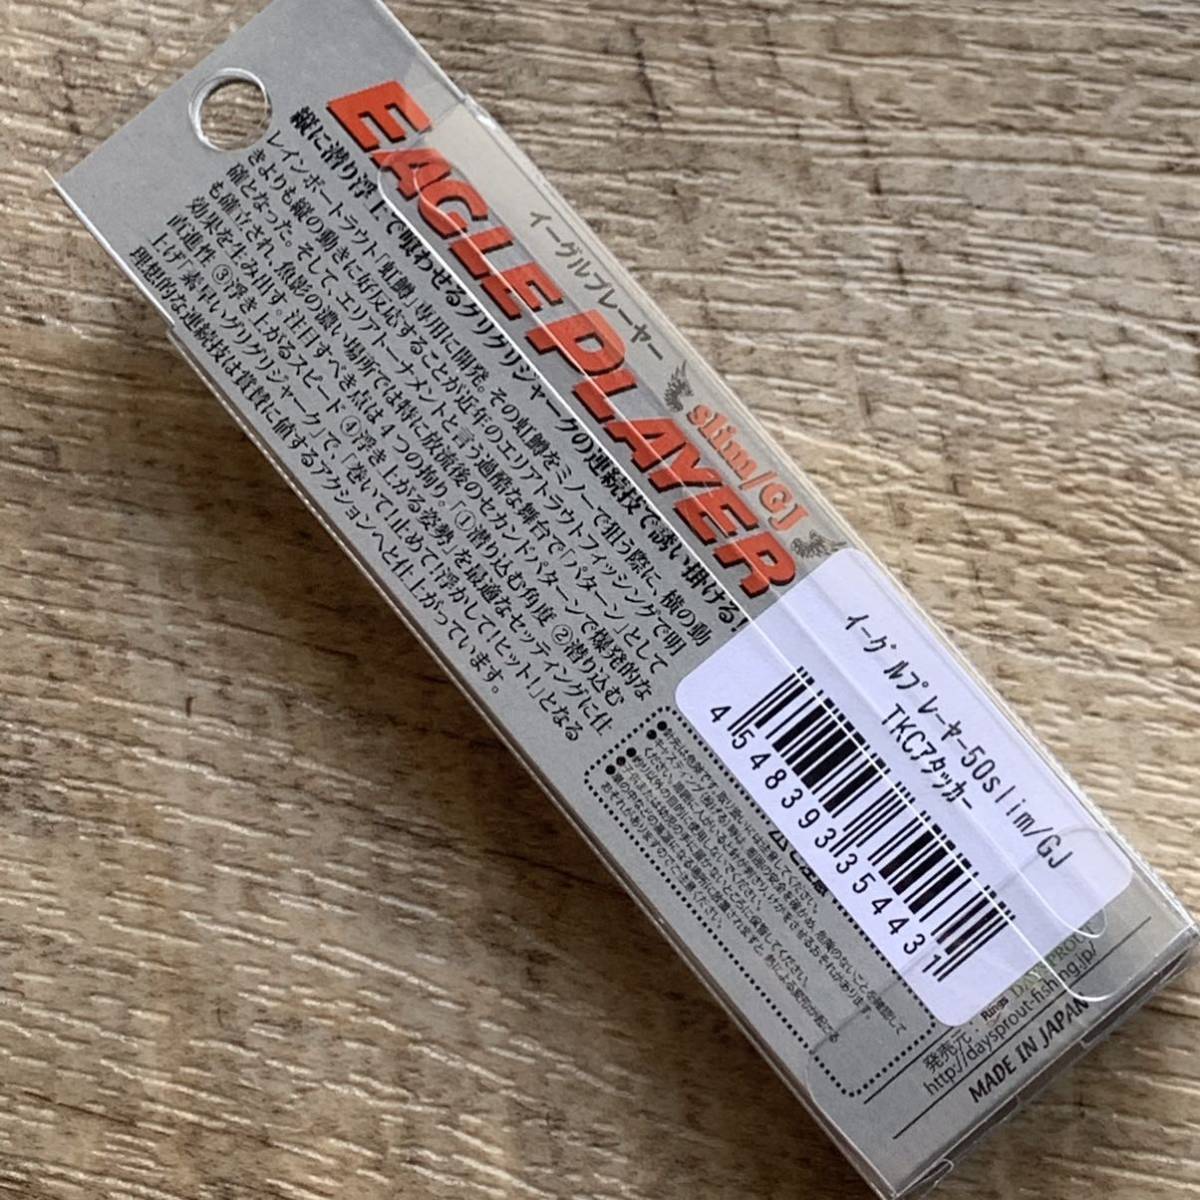 EAGLE PLAYER
イーグルプレーヤー
slim/GJ
縦に潜り浮上で喰わせるグリグリジャークの連続技で誘い掛ける!
レインボートラウト「虹鱒」専用に開発。その虹鱒をミノーで狙う際に、横の動
きよりも縦の動きに好反応することが近年のエリアトラウトフィッシングで明
確となった。そして、エリアトーナメントと言う過酷な舞台で「パターン」として
も確立され、魚影の濃い場所では特に放流後のセカンドパターンで爆発的な
効果を生み出す。注目すべき点は4つの拘り。「①潜り込む角度 ②潜り込む
直進性 ③浮き上がるスピード ④浮き上がる姿勢」を最適なセッティングに仕
上げ「素早いグリグリジャーク」で、「巻いて!止めて!浮かして!ヒット!」となる
理想的な連続技は賞賛に値するアクションへと仕上がっています。
イーグルプレーヤー50slim/GJ
TKCアタッカー
4548393354431
発売元: Rings DAYSPROUT
http://daysprout-fishing.jp/
MADE IN JAPAN